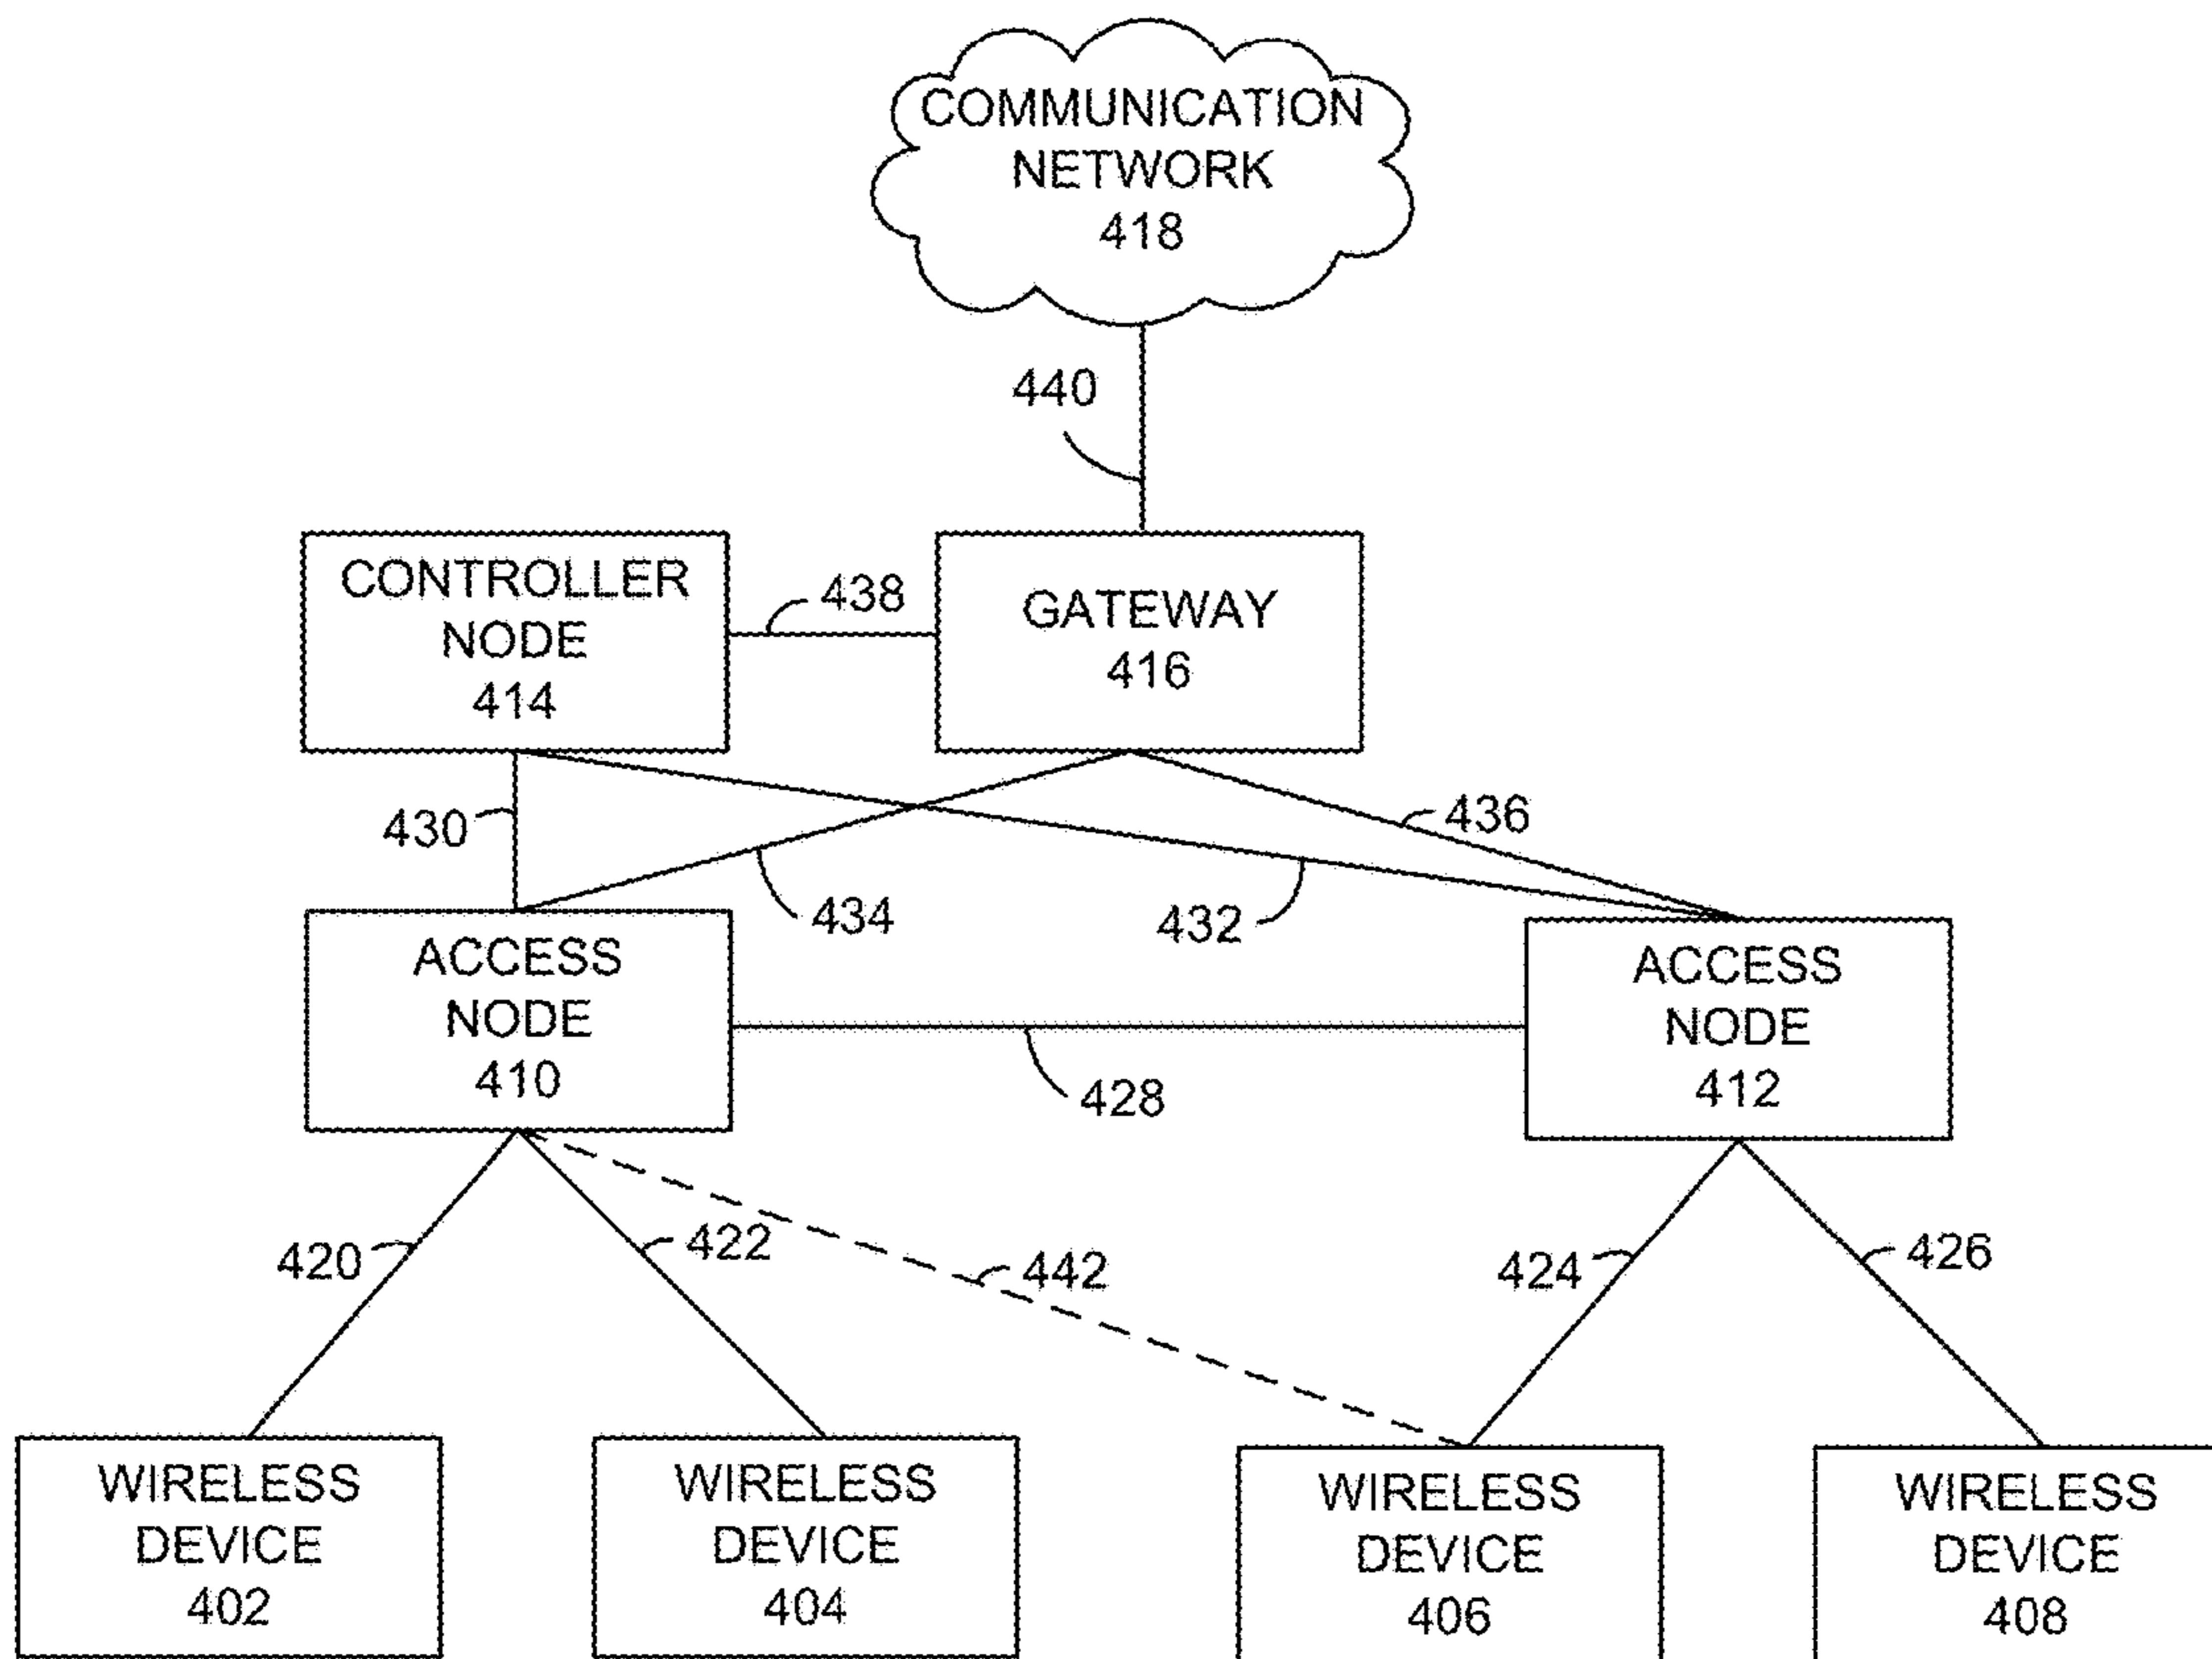 COMMUNICATION
NETWORK
418
440
CONTROLLER
NODE
414
438
GATEWAY
416
430
434
432
436
ACCESS
NODE
410
428
ACCESS
NODE
412
420
422
442
424
426
WIRELESS
DEVICE
402
WIRELESS
DEVICE
404
WIRELESS
DEVICE
406
WIRELESS
DEVICE
408